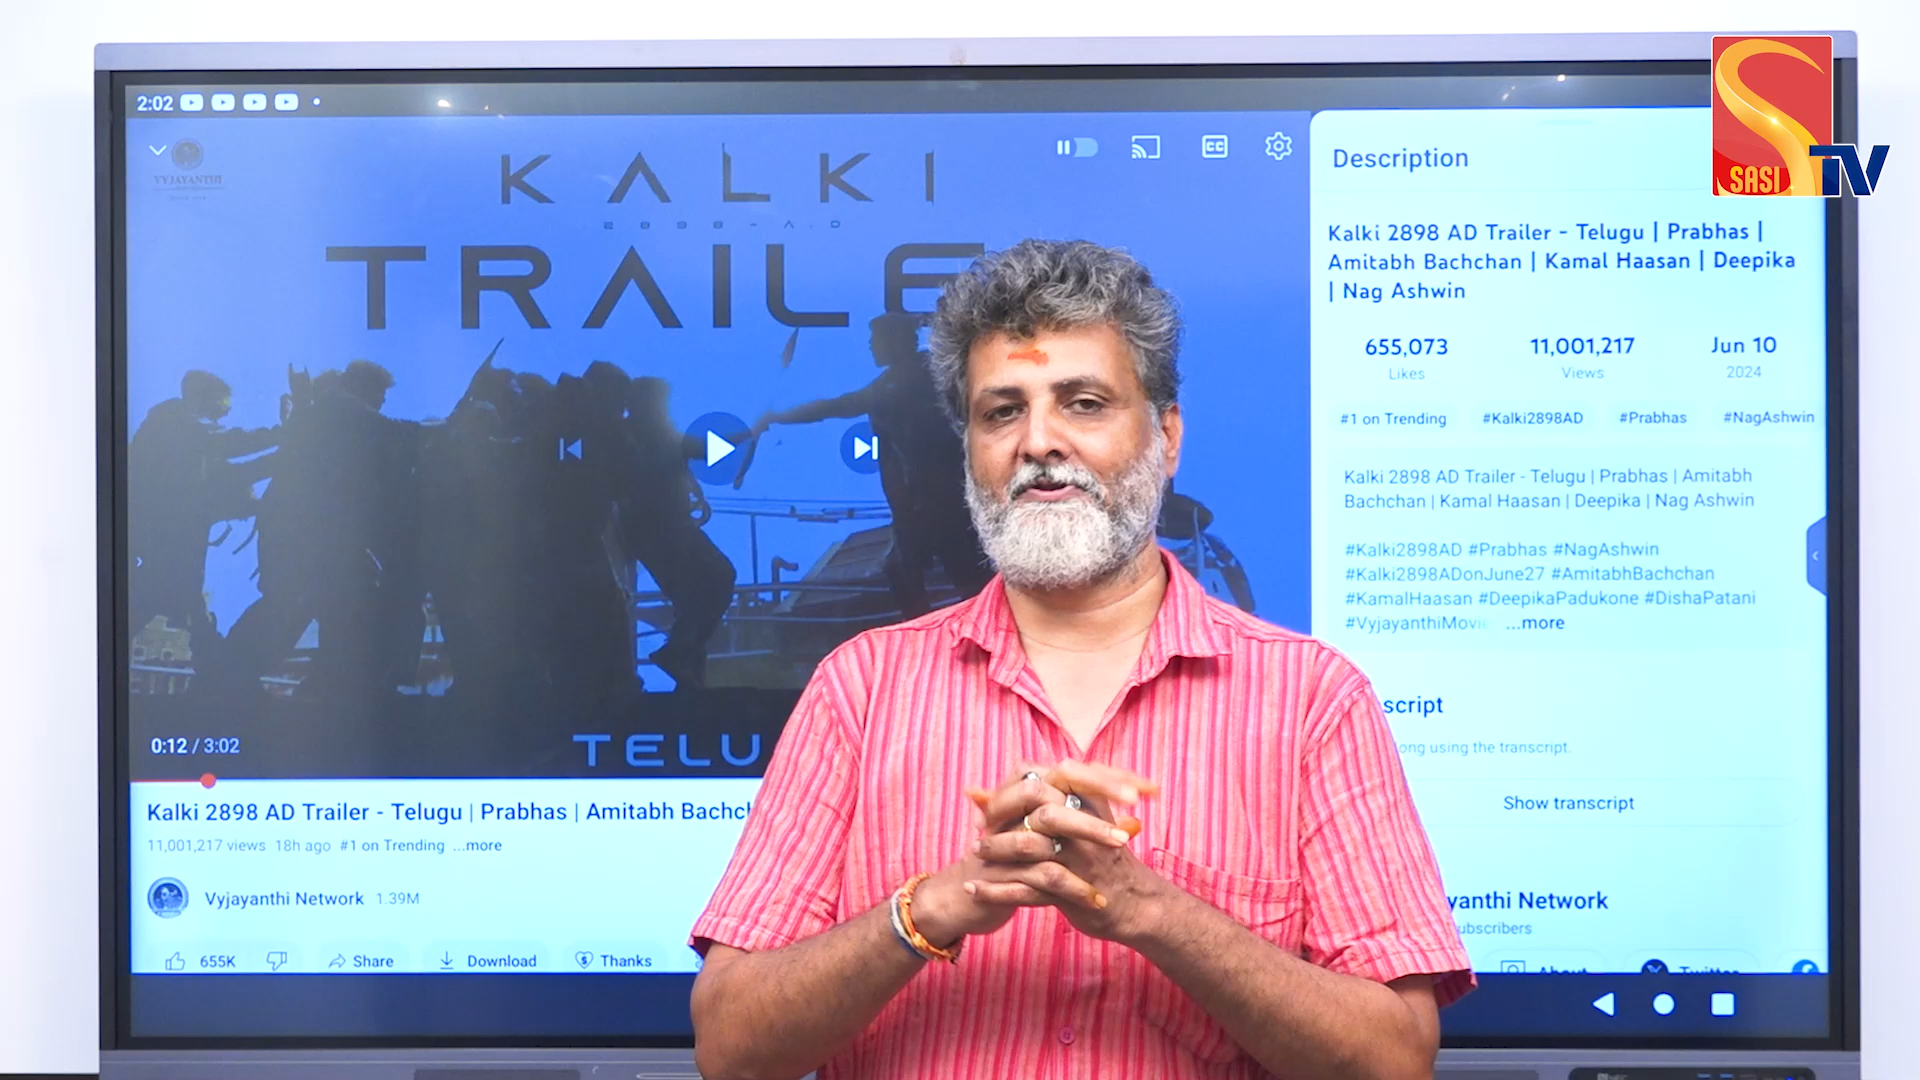 SASI
TV
2:02
VYJAYANTHI
KALKI
2898-A.D
TRAILE
TELU
0:12 / 3:02
Kalki 2898 AD Trailer - Telugu | Prabhas | Amitabh Bachch
11,001,217 views 18h ago #1 on Trending ...more
Vyjayanthi Network 1.39M
655K Share Download Thanks
Description
Kalki 2898 AD Trailer - Telugu | Prabhas |
Amitabh Bachchan | Kamal Haasan | Deepika
| Nag Ashwin
655,073 11,001,217 Jun 10
Likes Views 2024
#1 on Trending #Kalki2898AD #Prabhas #NagAshwin
Kalki 2898 AD Trailer - Telugu | Prabhas | Amitabh
Bachchan | Kamal Haasan | Deepika | Nag Ashwin
#Kalki2898AD #Prabhas #NagAshwin
#Kalki2898ADonJune27 #AmitabhBachchan
#KamalHaasan #DeepikaPadukone #DishaPatani
#VyjayanthiMovi ...more
script
ong using the transcript.
Show transcript
yanthi Network
ubscribers
About Twitter